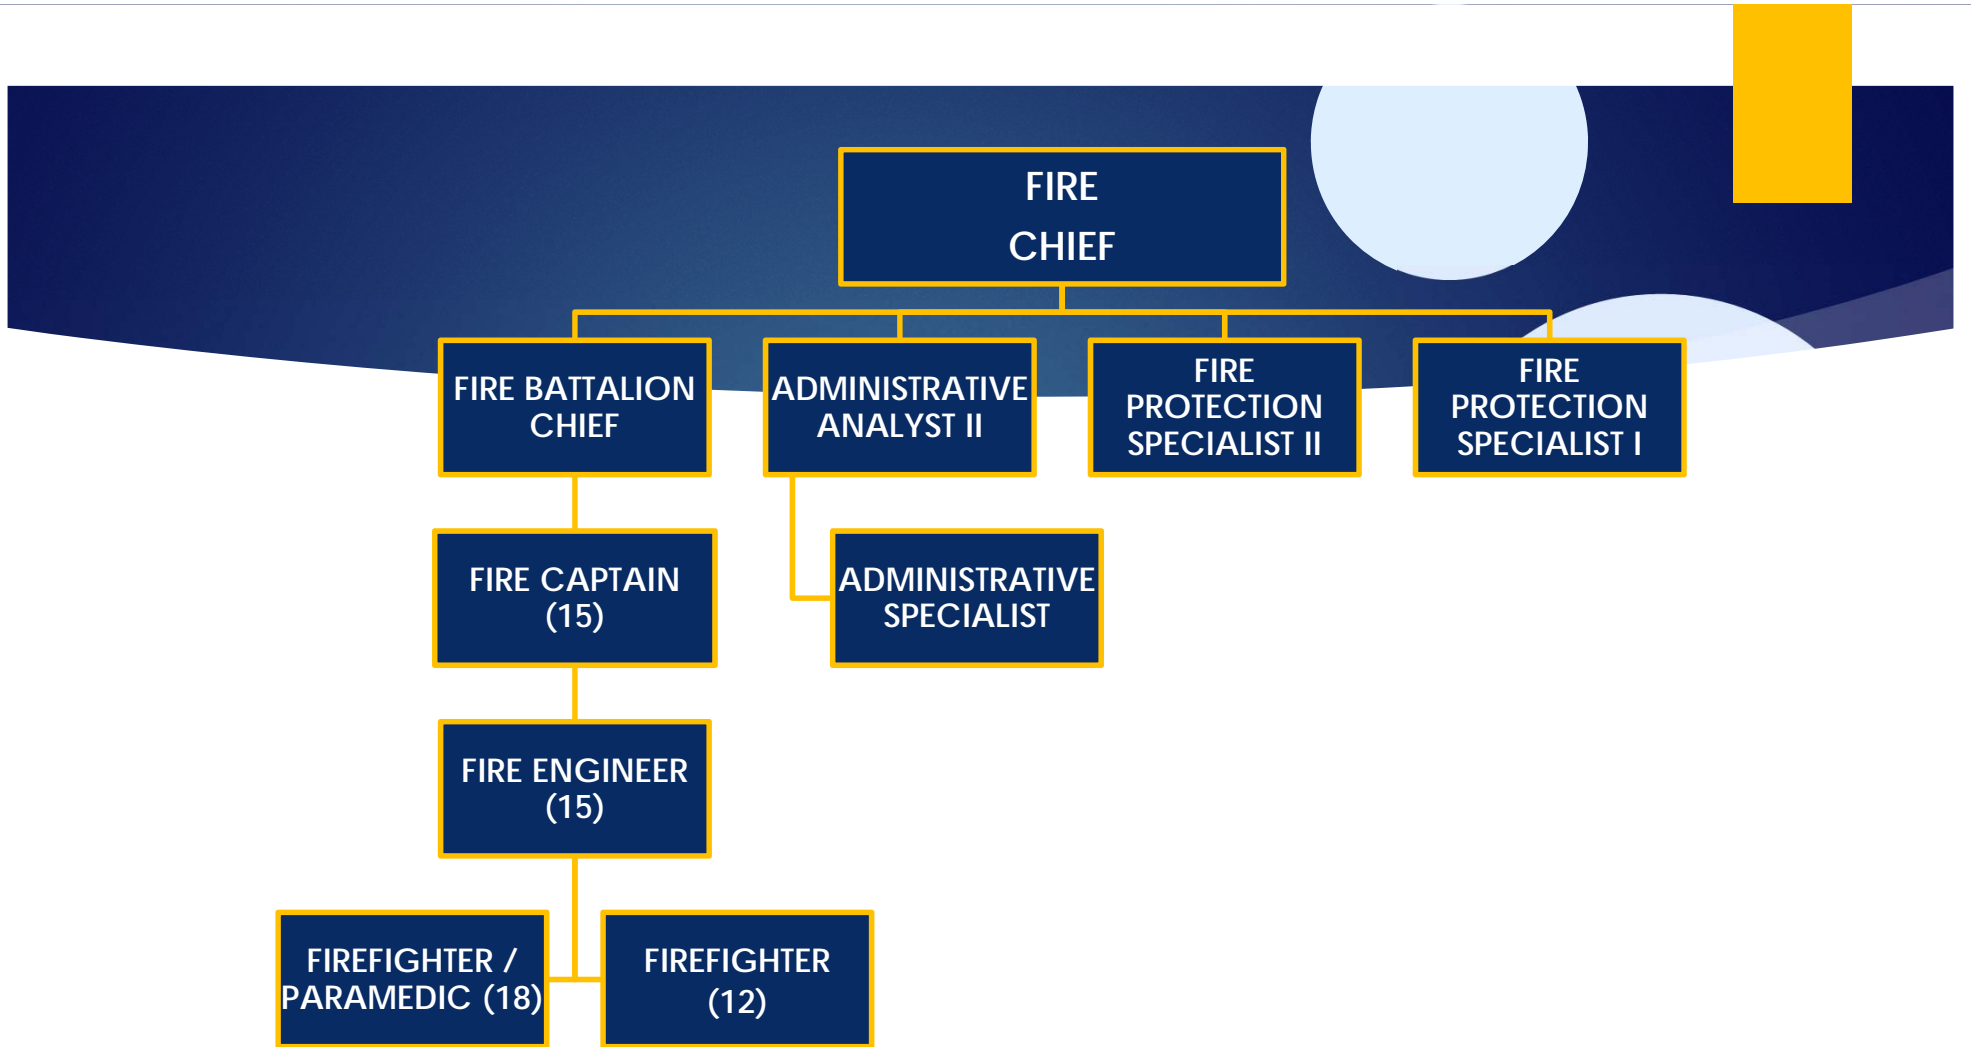 FIRE
CHIEF
FIRE BATTALION
CHIEF
ADMINISTRATIVE
ANALYST II
FIRE
PROTECTION
SPECIALIST II
FIRE
PROTECTION
SPECIALIST I
FIRE CAPTAIN
(15)
ADMINISTRATIVE
SPECIALIST
FIRE ENGINEER
(15)
FIREFIGHTER /
PARAMEDIC (18)
FIREFIGHTER
(12)